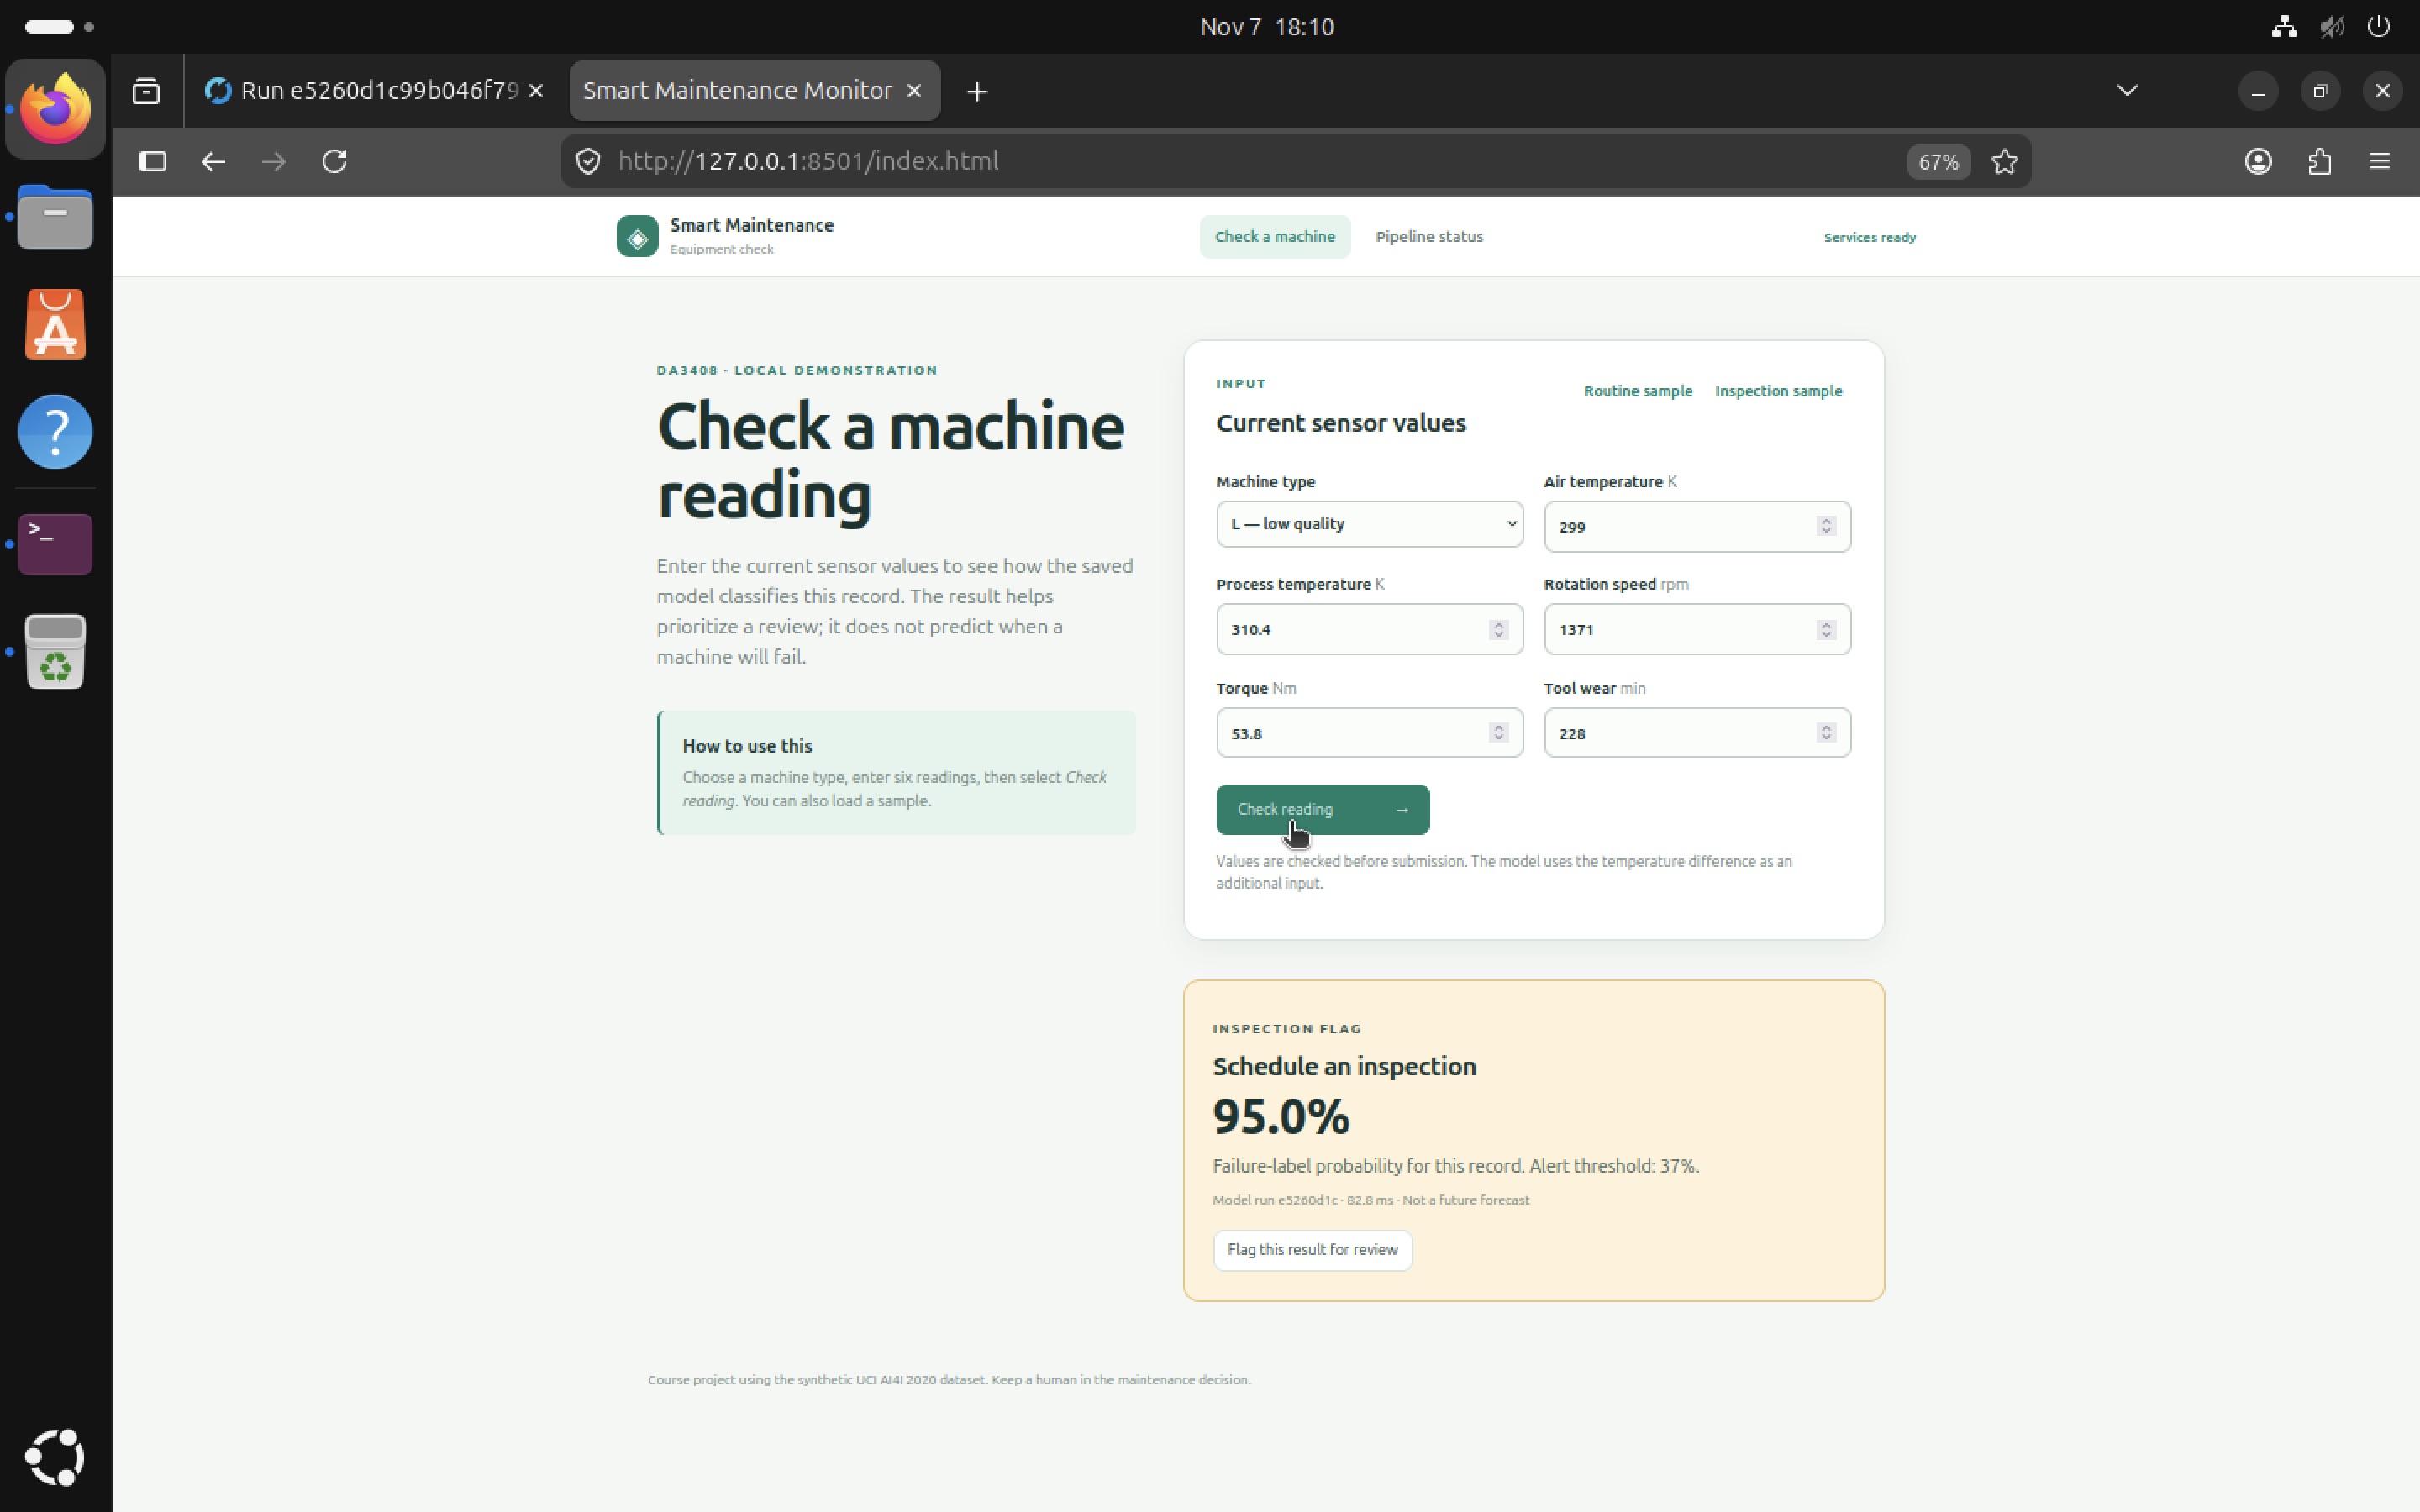 Nov 7 18:10
Run e5260d1c99b046f79
Smart Maintenance Monitor
http://127.0.0.1:8501/index.html
67%
Smart Maintenance
Equipment check
Check a machine
Pipeline status
Services ready
DA3408 · LOCAL DEMONSTRATION
Check a machine
reading
Enter the current sensor values to see how the saved
model classifies this record. The result helps
prioritize a review; it does not predict when a
machine will fail.
How to use this
Choose a machine type, enter six readings, then select Check
reading. You can also load a sample.
INPUT
Routine sample
Inspection sample
Current sensor values
Machine type
Air temperature K
L — low quality
299
Process temperature K
Rotation speed rpm
310.4
1371
Torque Nm
Tool wear min
53.8
228
Check reading →
Values are checked before submission. The model uses the temperature difference as an
additional input.
INSPECTION FLAG
Schedule an inspection
95.0%
Failure-label probability for this record. Alert threshold: 37%.
Model run e5260d1c · 82.8 ms · Not a future forecast
Flag this result for review
Course project using the synthetic UCI AI4I 2020 dataset. Keep a human in the maintenance decision.